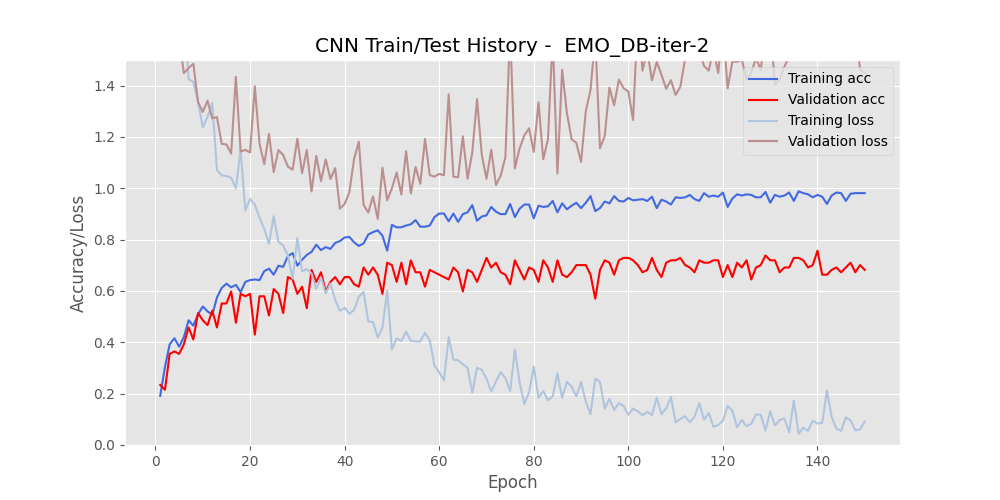 CNN Train/Test History -  EMO_DB-iter-2
Training acc
Validation acc
Training loss
Validation loss
Accuracy/Loss
1.4
1.2
1.0
0.8
0.6
0.4
0.2
0.0
0 20 40 60 80 100 120 140
Epoch